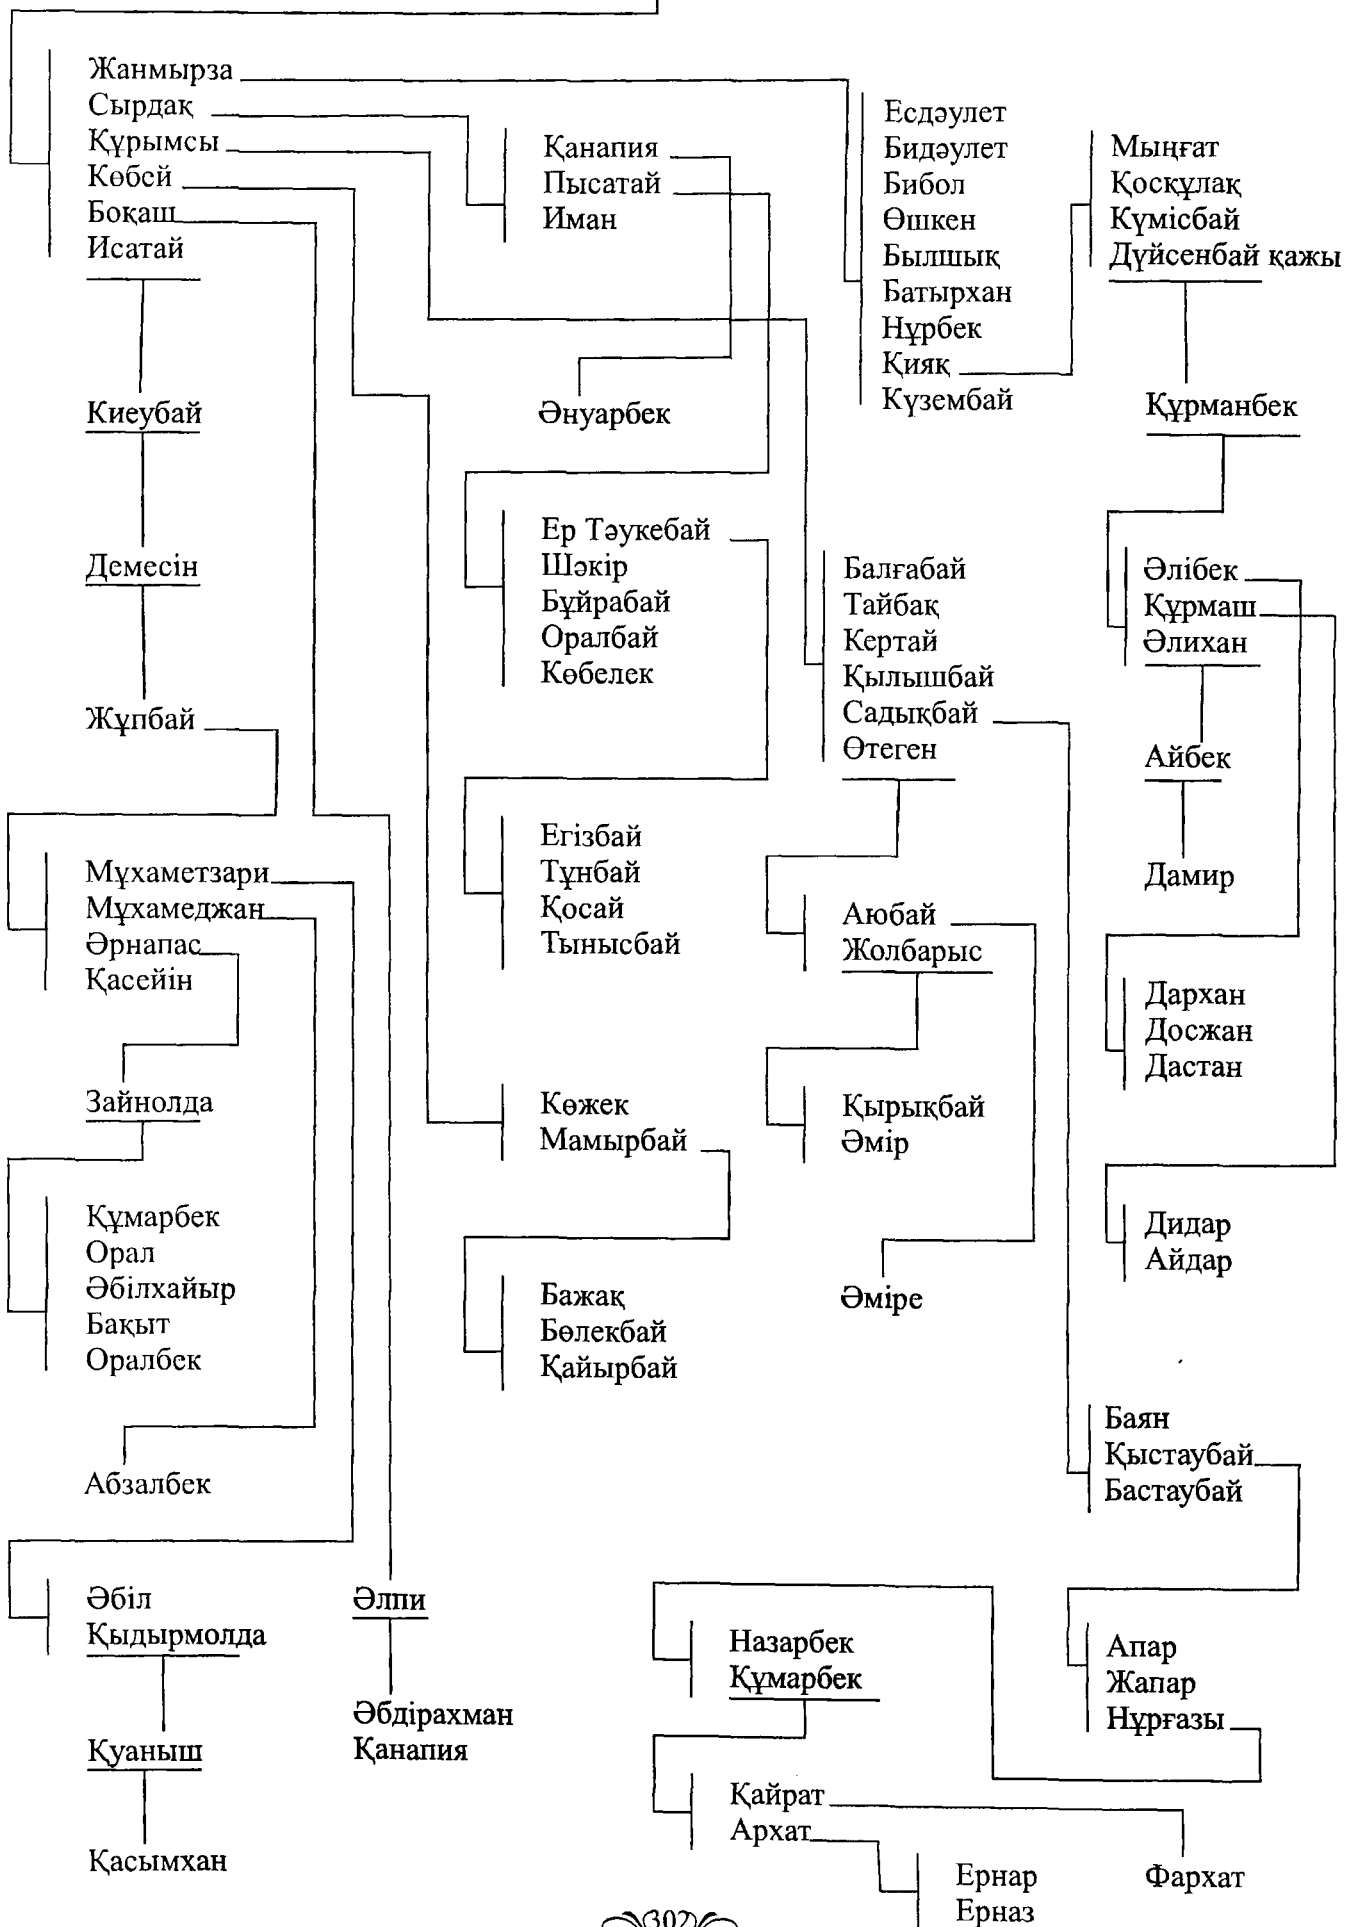 Жанмырза
Сырдақ
Құрымсы
Көбей
Боқаш
Исатай
Киеубай
Демесін
Жұпбай
Мұхаметзари
Мұхамеджан
Әрнапас
Қасейін
Зайнолда
Құмарбек
Орал
Әбілхайыр
Бақыт
Оралбек
Абзалбек
Әбіл
Қыдырмолда
Қуаныш
Қасымхан
Әлпи
Әбдірахман
Қанапия
Қанапия
Пысатай
Иман
Әнуарбек
Ер Тәукебай
Шәкір
Бұйрабай
Оралбай
Көбелек
Егізбай
Тұнбай
Қосай
Тынысбай
Көжек
Мамырбай
Бажақ
Бөлекбай
Қайырбай
Есдәулет
Бидәулет
Бибол
Өшкен
Былшық
Батырхан
Нұрбек
Қияқ
Күзембай
Балғабай
Тайбақ
Кертай
Қылышбай
Садықбай
Өтеген
Аюбай
Жолбарыс
Қырықбай
Әмір
Әміре
Мыңғат
Қосқұлақ
Күмісбай
Дүйсенбай қажы
Құрманбек
Әлібек
Құрмаш
Әлихан
Айбек
Дамир
Дархан
Досжан
Дастан
Дидар
Айдар
Баян
Қыстаубай
Бастаубай
Апар
Жапар
Нұрғазы
Назарбек
Құмарбек
Қайрат
Архат
Ернар
Ерназ
Фархат
302